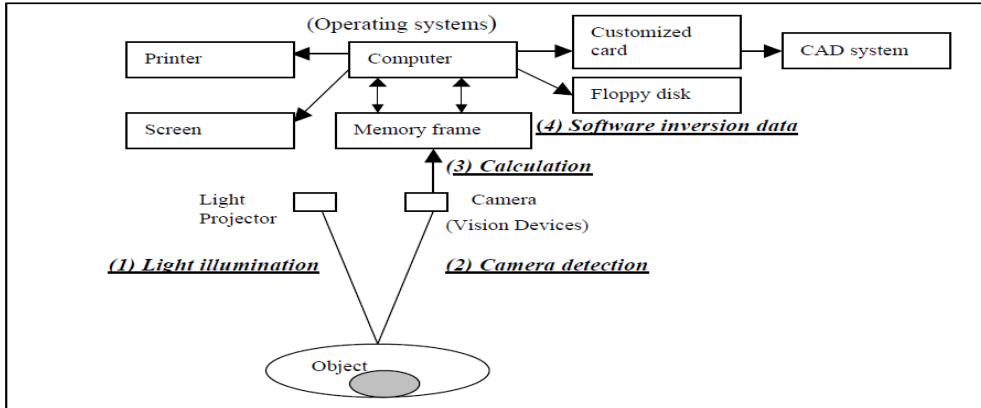 (Operating systems)
Printer
Computer
Customized
card
CAD system
Floppy disk
Screen
Memory frame
(4) Software inversion data
(3) Calculation
Light
Projector
Camera
(Vision Devices)
(1) Light illumination
(2) Camera detection
Object